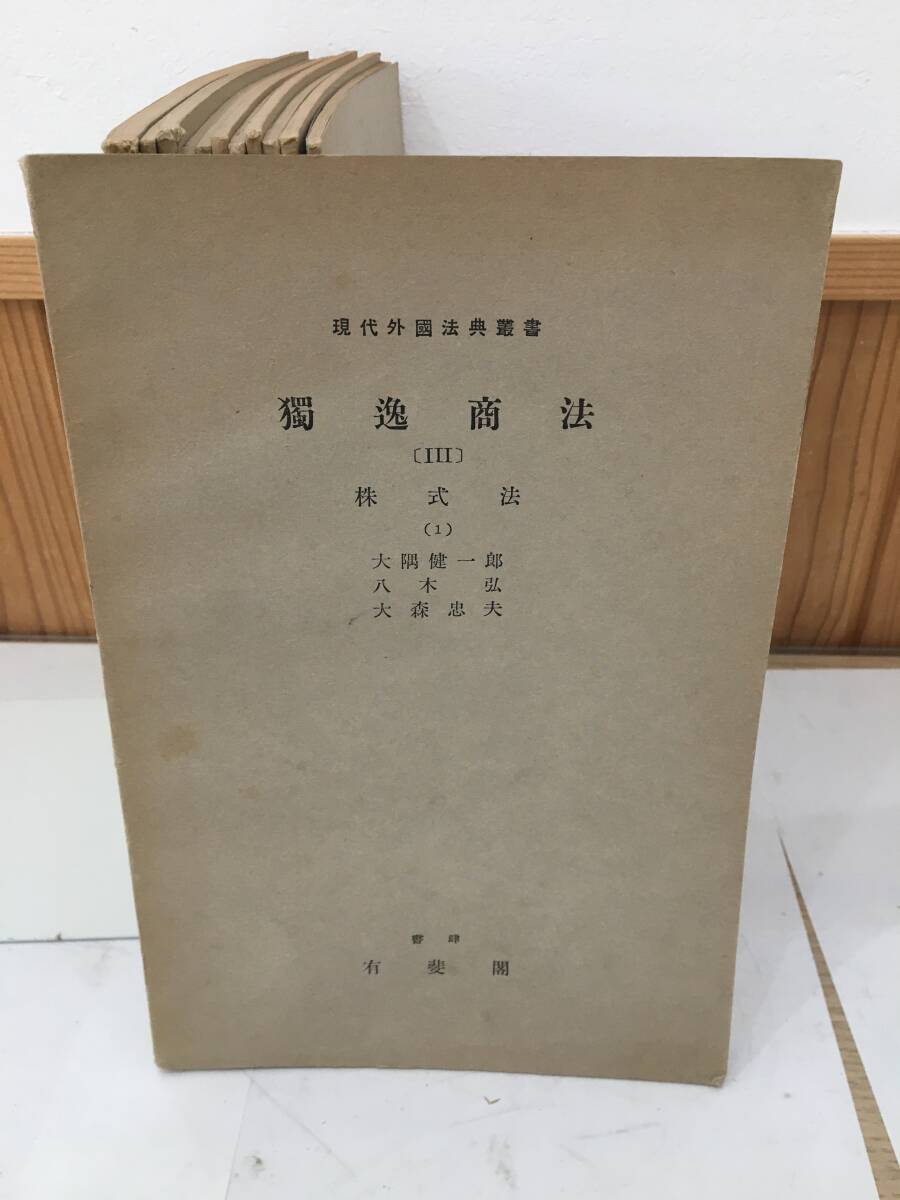 現代外國法典叢書
獨逸商法
〔III〕
株式法
(1)
大隅健一郎
八木弘
大森忠夫
書肆
有斐閣